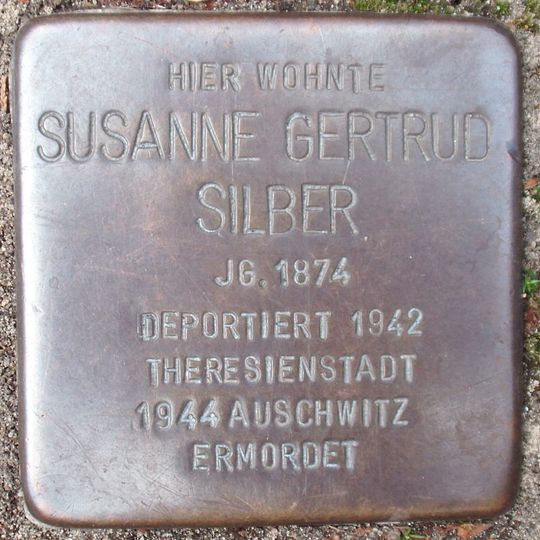 HIER WOHNTE
SUSANNE GERTRUD
SILBER
JG. 1874
DEPORTIERT 1942
THERESIENSTADT
1944 AUSCHWITZ
ERMORDET